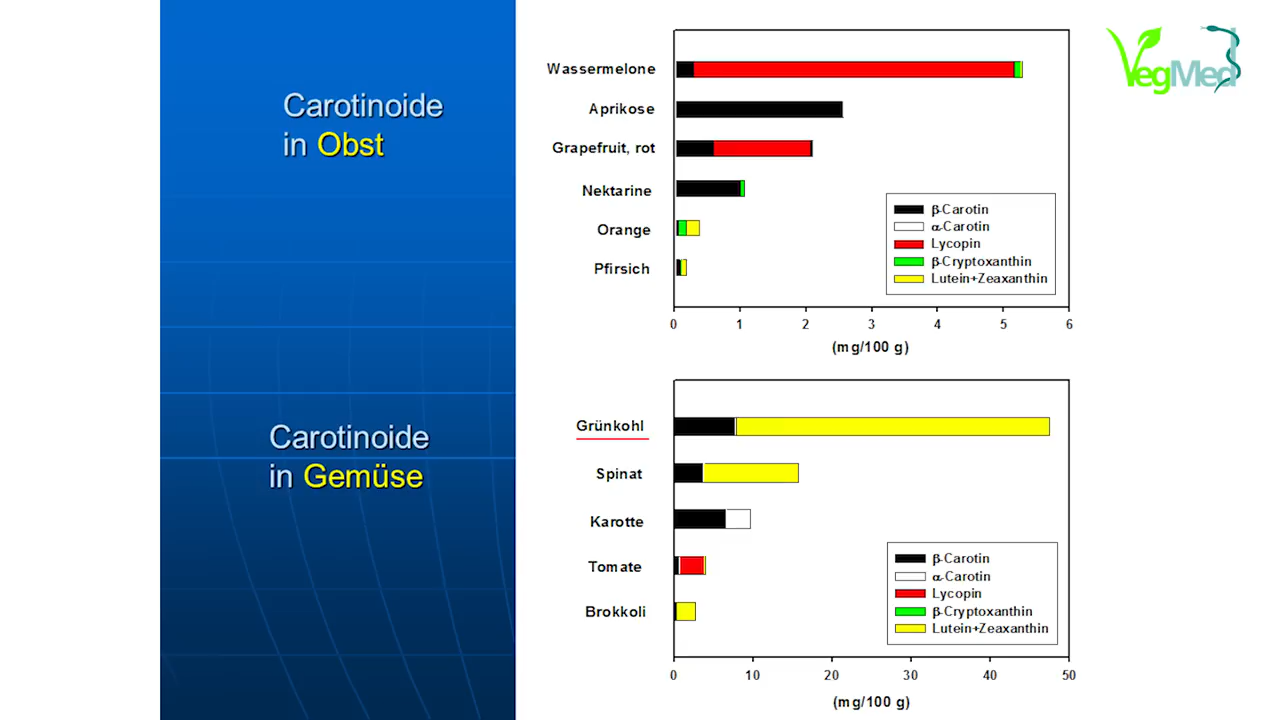 Carotinoide
in Obst
Wassermelone
Aprikose
Grapefruit, rot
Nektarine
Orange
Pfirsich
β-Carotin
α-Carotin
Lycopin
β-Cryptoxanthin
Lutein+Zeaxanthin
0 1 2 3 4 5 6
(mg/100 g)
VegMed
Carotinoide
in Gemüse
Grünkohl
Spinat
Karotte
Tomate
Brokkoli
β-Carotin
α-Carotin
Lycopin
β-Cryptoxanthin
Lutein+Zeaxanthin
0 10 20 30 40 50
(mg/100 g)